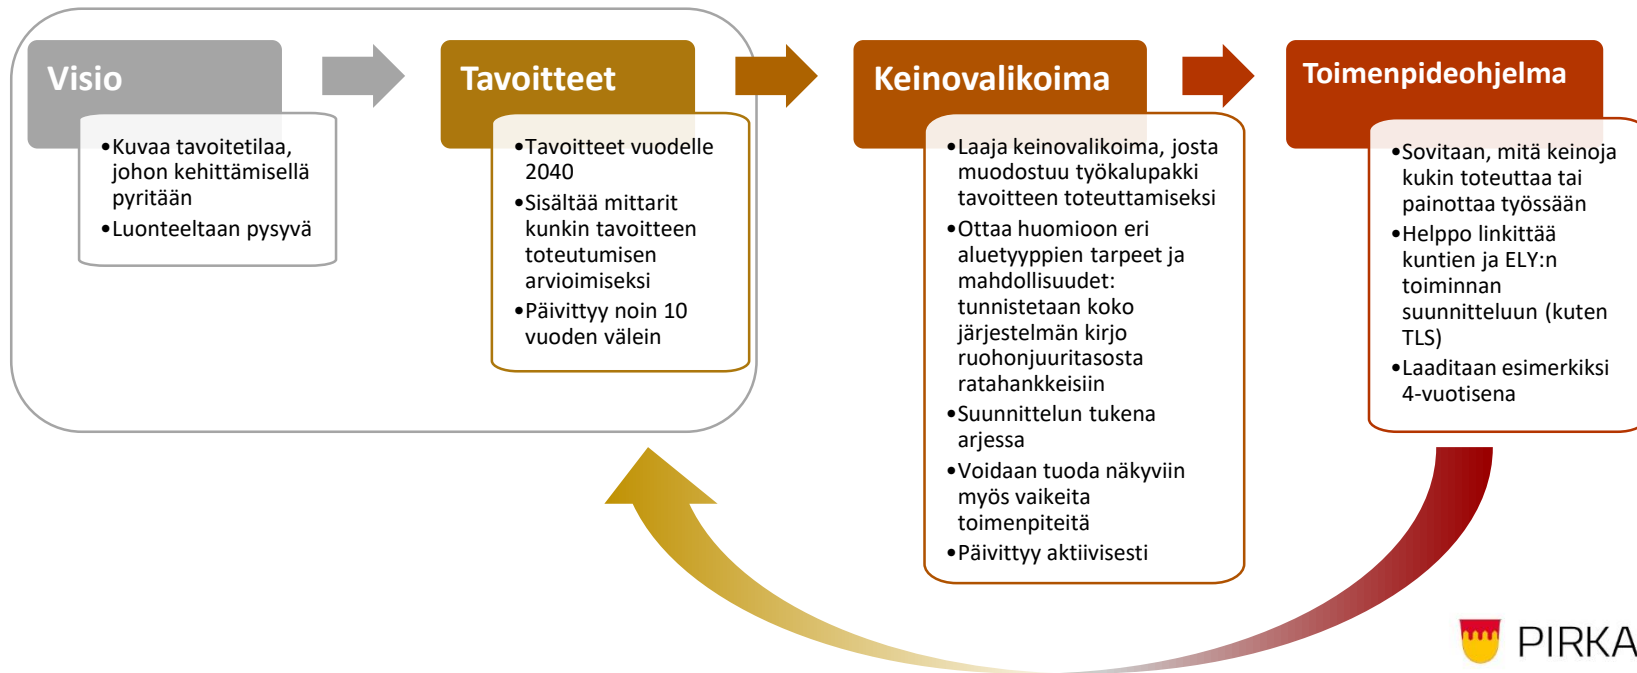 Visio
•Kuvaa tavoitetilaa,
johon kehittämisellä
pyritään
•Luonteeltaan pysyvä
Tavoitteet
•Tavoitteet vuodelle
2040
•Sisältää mittarit
kunkin tavoitteen
toteutumisen
arvioimiseksi
•Päivittyy noin 10
vuoden välein
Keinovalikoima
•Laaja keinovalikoima, josta
muodostuu työkalupakki
tavoitteen toteuttamiseksi
•Ottaa huomioon eri
aluetyyppien tarpeet ja
mahdollisuudet:
tunnistetaan koko
järjestelmän kirjo
ruohonjuuritasosta
ratahankkeisiin
•Suunnittelun tukena
arjessa
•Voidaan tuoda näkyviin
myös vaikeita
toimenpiteitä
•Päivittyy aktiivisesti
Toimenpideohjelma
•Sovitaan, mitä keinoja
kukin toteuttaa tai
painottaa työssään
•Helppo linkittää
kuntien ja ELY:n
toiminnan
suunnitteluun (kuten
TLS)
•Laaditaan esimerkiksi
4-vuotisena
PIRKA